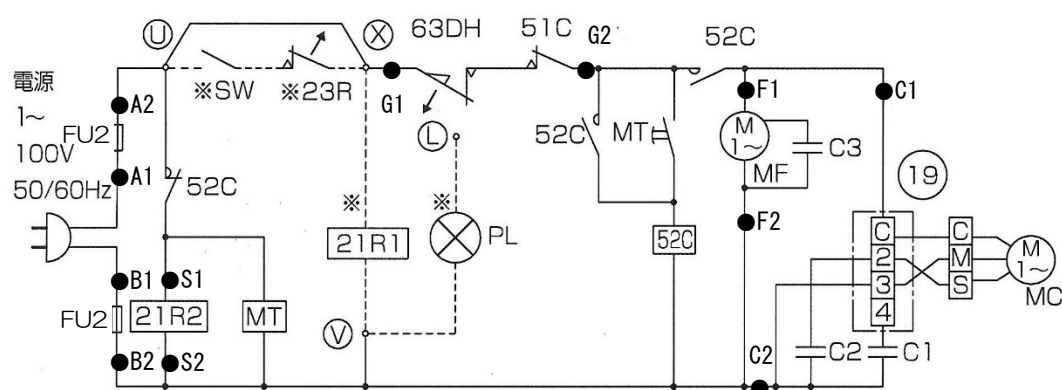 Ⓤ
Ⓧ
63DH
51C
G2
52C
電源
1~
100V
50/60Hz
A2
FU2
A1
※SW
※23R
G1
Ⓛ
52C
52C
MT
F1
M
1~
MF
C3
C1
⑲
F2
※
21R1
※
PL
52C
C
2
3
4
C
M
S
M
1~
MC
B1
FU2
B2
S1
21R2
S2
MT
Ⓥ
C2
C2
C1